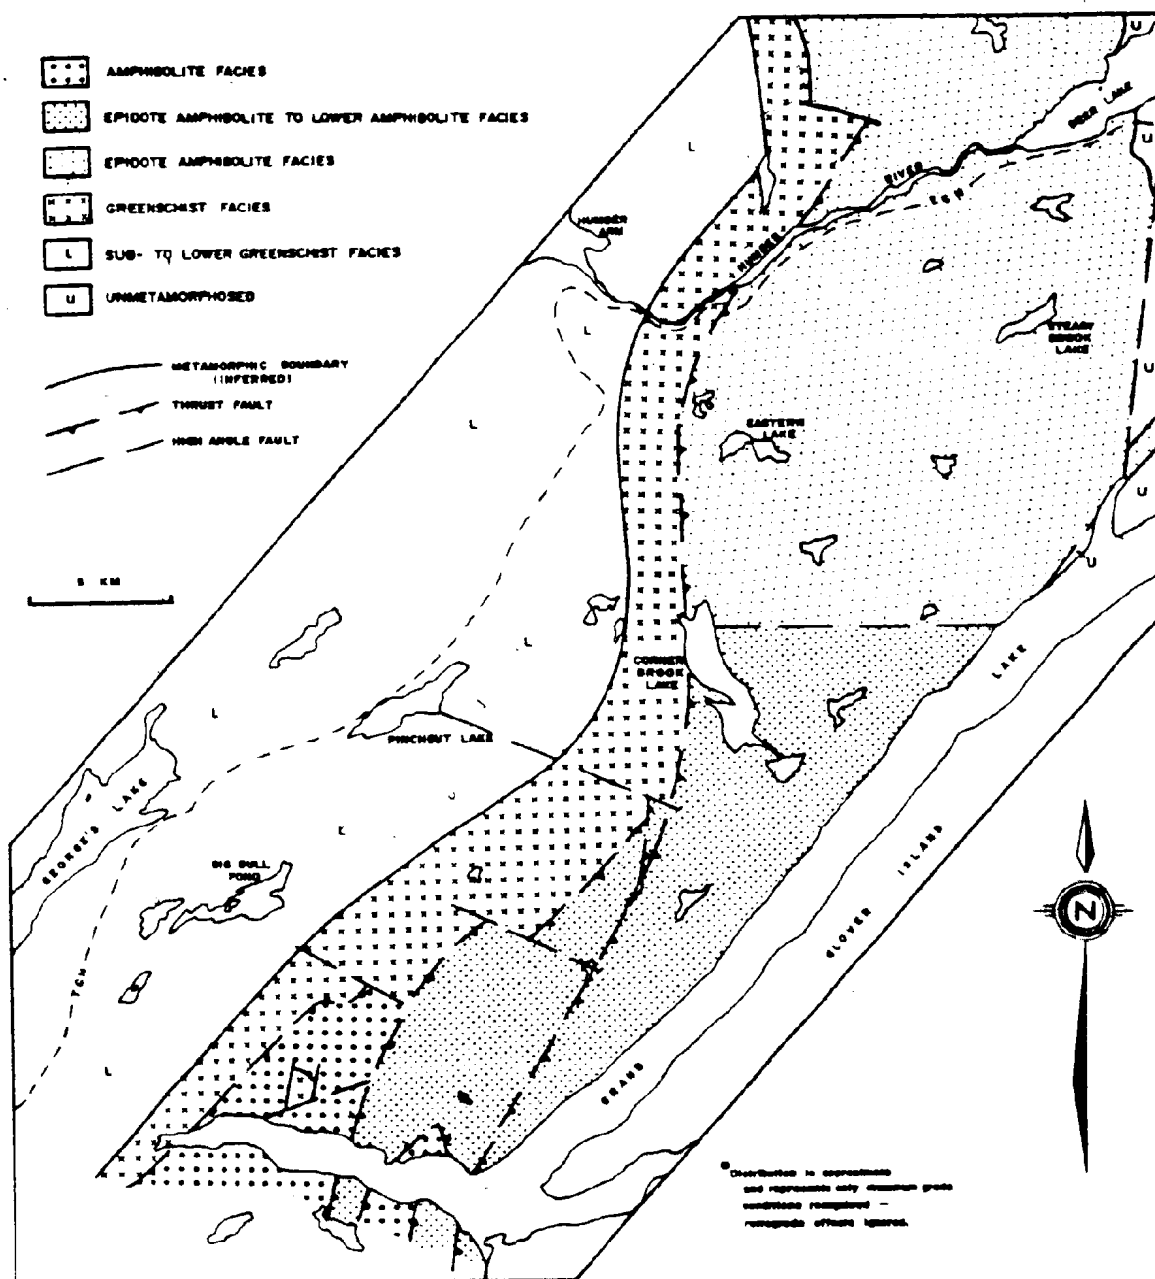 AMPHIBOLITE FACIES
EPIDOTE AMPHIBOLITE TO LOWER AMPHIBOLITE FACIES
EPIDOTE AMPHIBOLITE FACIES
GREENSCHIST FACIES
L SUB- TO LOWER GREENSCHIST FACIES
U UNMETAMORPHOSED
METAMORPHIC BOUNDARY
(INFERRED)
THRUST FAULT
HIGH ANGLE FAULT
5 KM
U
DEER LAKE
U
L
HUMBER
ARM
HUMBER RIVER
TCH
L
STEADY
BROOK
LAKE
U
L
EASTERN
LAKE
U
U
L
CORNER
BROOK
LAKE
L
PINCHGUT LAKE
GEORGE'S LAKE
L
L
BIG GULL
POND
TCH
L
GRAND LAKE
GLOVER ISLAND
N
Distribution is approximate
and represents only maximum grade
conditions recognized –
retrograde effects ignored.